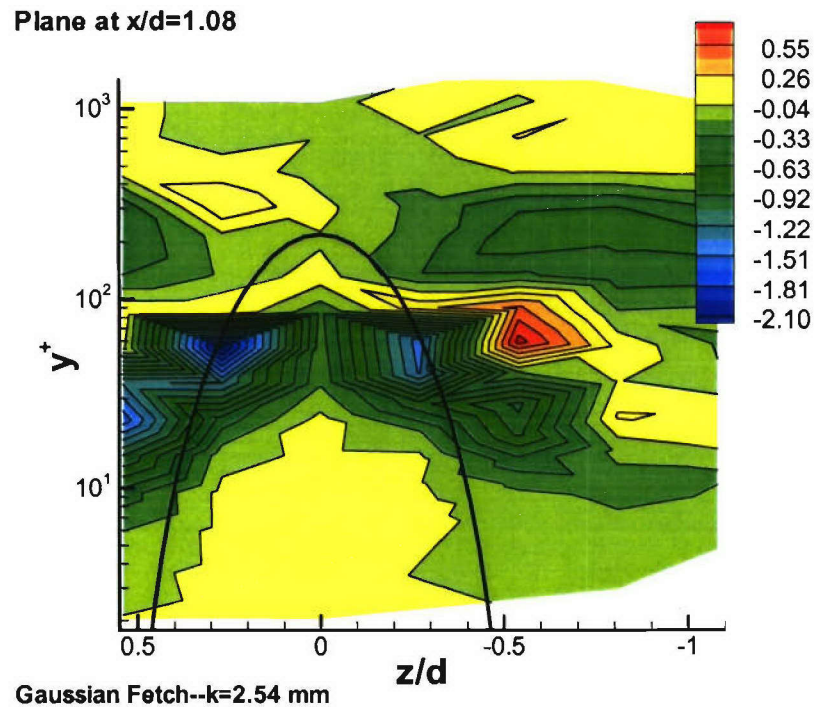 Plane at x/d=1.08
0.55
0.26
-0.04
-0.33
-0.63
-0.92
-1.22
-1.51
-1.81
-2.10
10³
10²
10¹
y⁺
0.5 0 -0.5 -1
z/d
Gaussian Fetch--k=2.54 mm